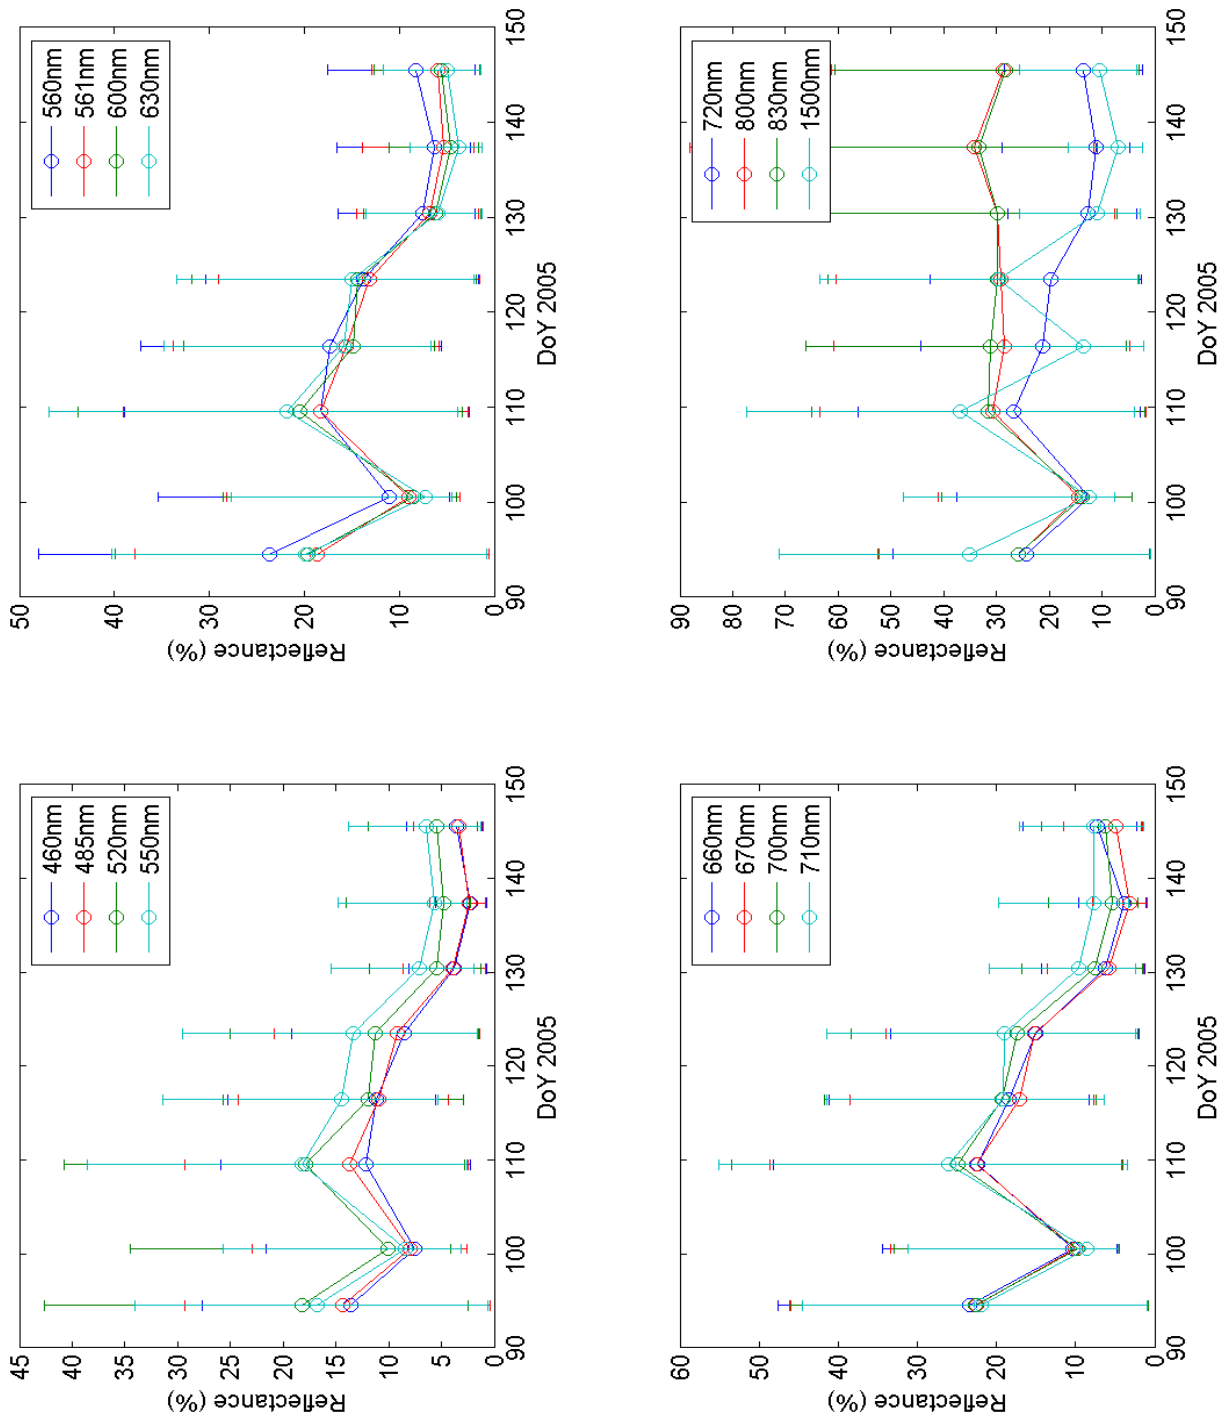 45
40
35
30
25
20
15
10
5
0
Reflectance (%)
460nm
485nm
520nm
550nm
90 100 110 120 130 140 150
DoY 2005
50
40
30
20
10
0
Reflectance (%)
560nm
561nm
600nm
630nm
90 100 110 120 130 140 150
DoY 2005
60
50
40
30
20
10
0
Reflectance (%)
660nm
670nm
700nm
710nm
90 100 110 120 130 140 150
DoY 2005
90
80
70
60
50
40
30
20
10
0
Reflectance (%)
720nm
800nm
830nm
1500nm
90 100 110 120 130 140 150
DoY 2005